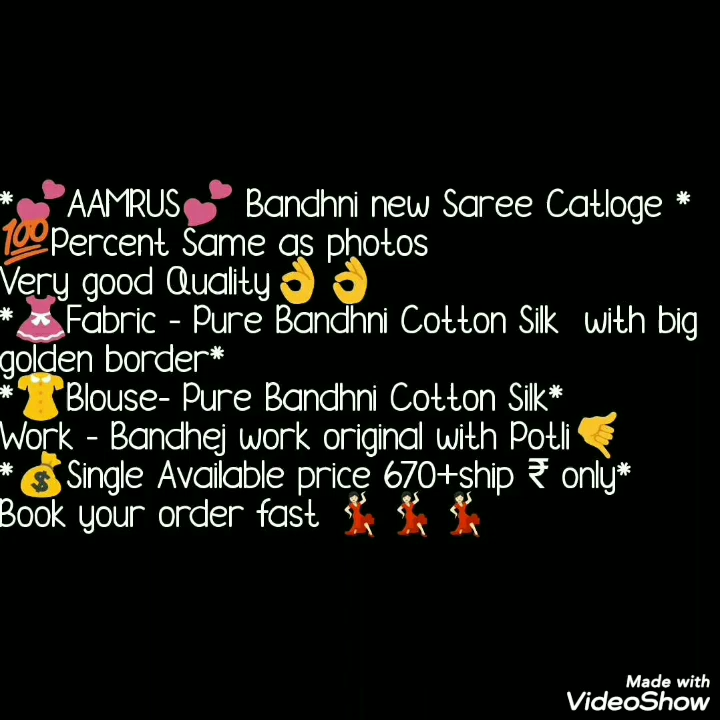 *💕AAMRUS💕 Bandhni new Saree Catloge *
💯Percent Same as photos
Very good Quality👌👌
*👗Fabric - Pure Bandhni Cotton Silk with big
golden border*
*👚Blouse- Pure Bandhni Cotton Silk*
Work - Bandhej work original with Potli🤙
*💰Single Available price 670+ship ₹ only*
Book your order fast 💃💃💃
Made with
VideoShow